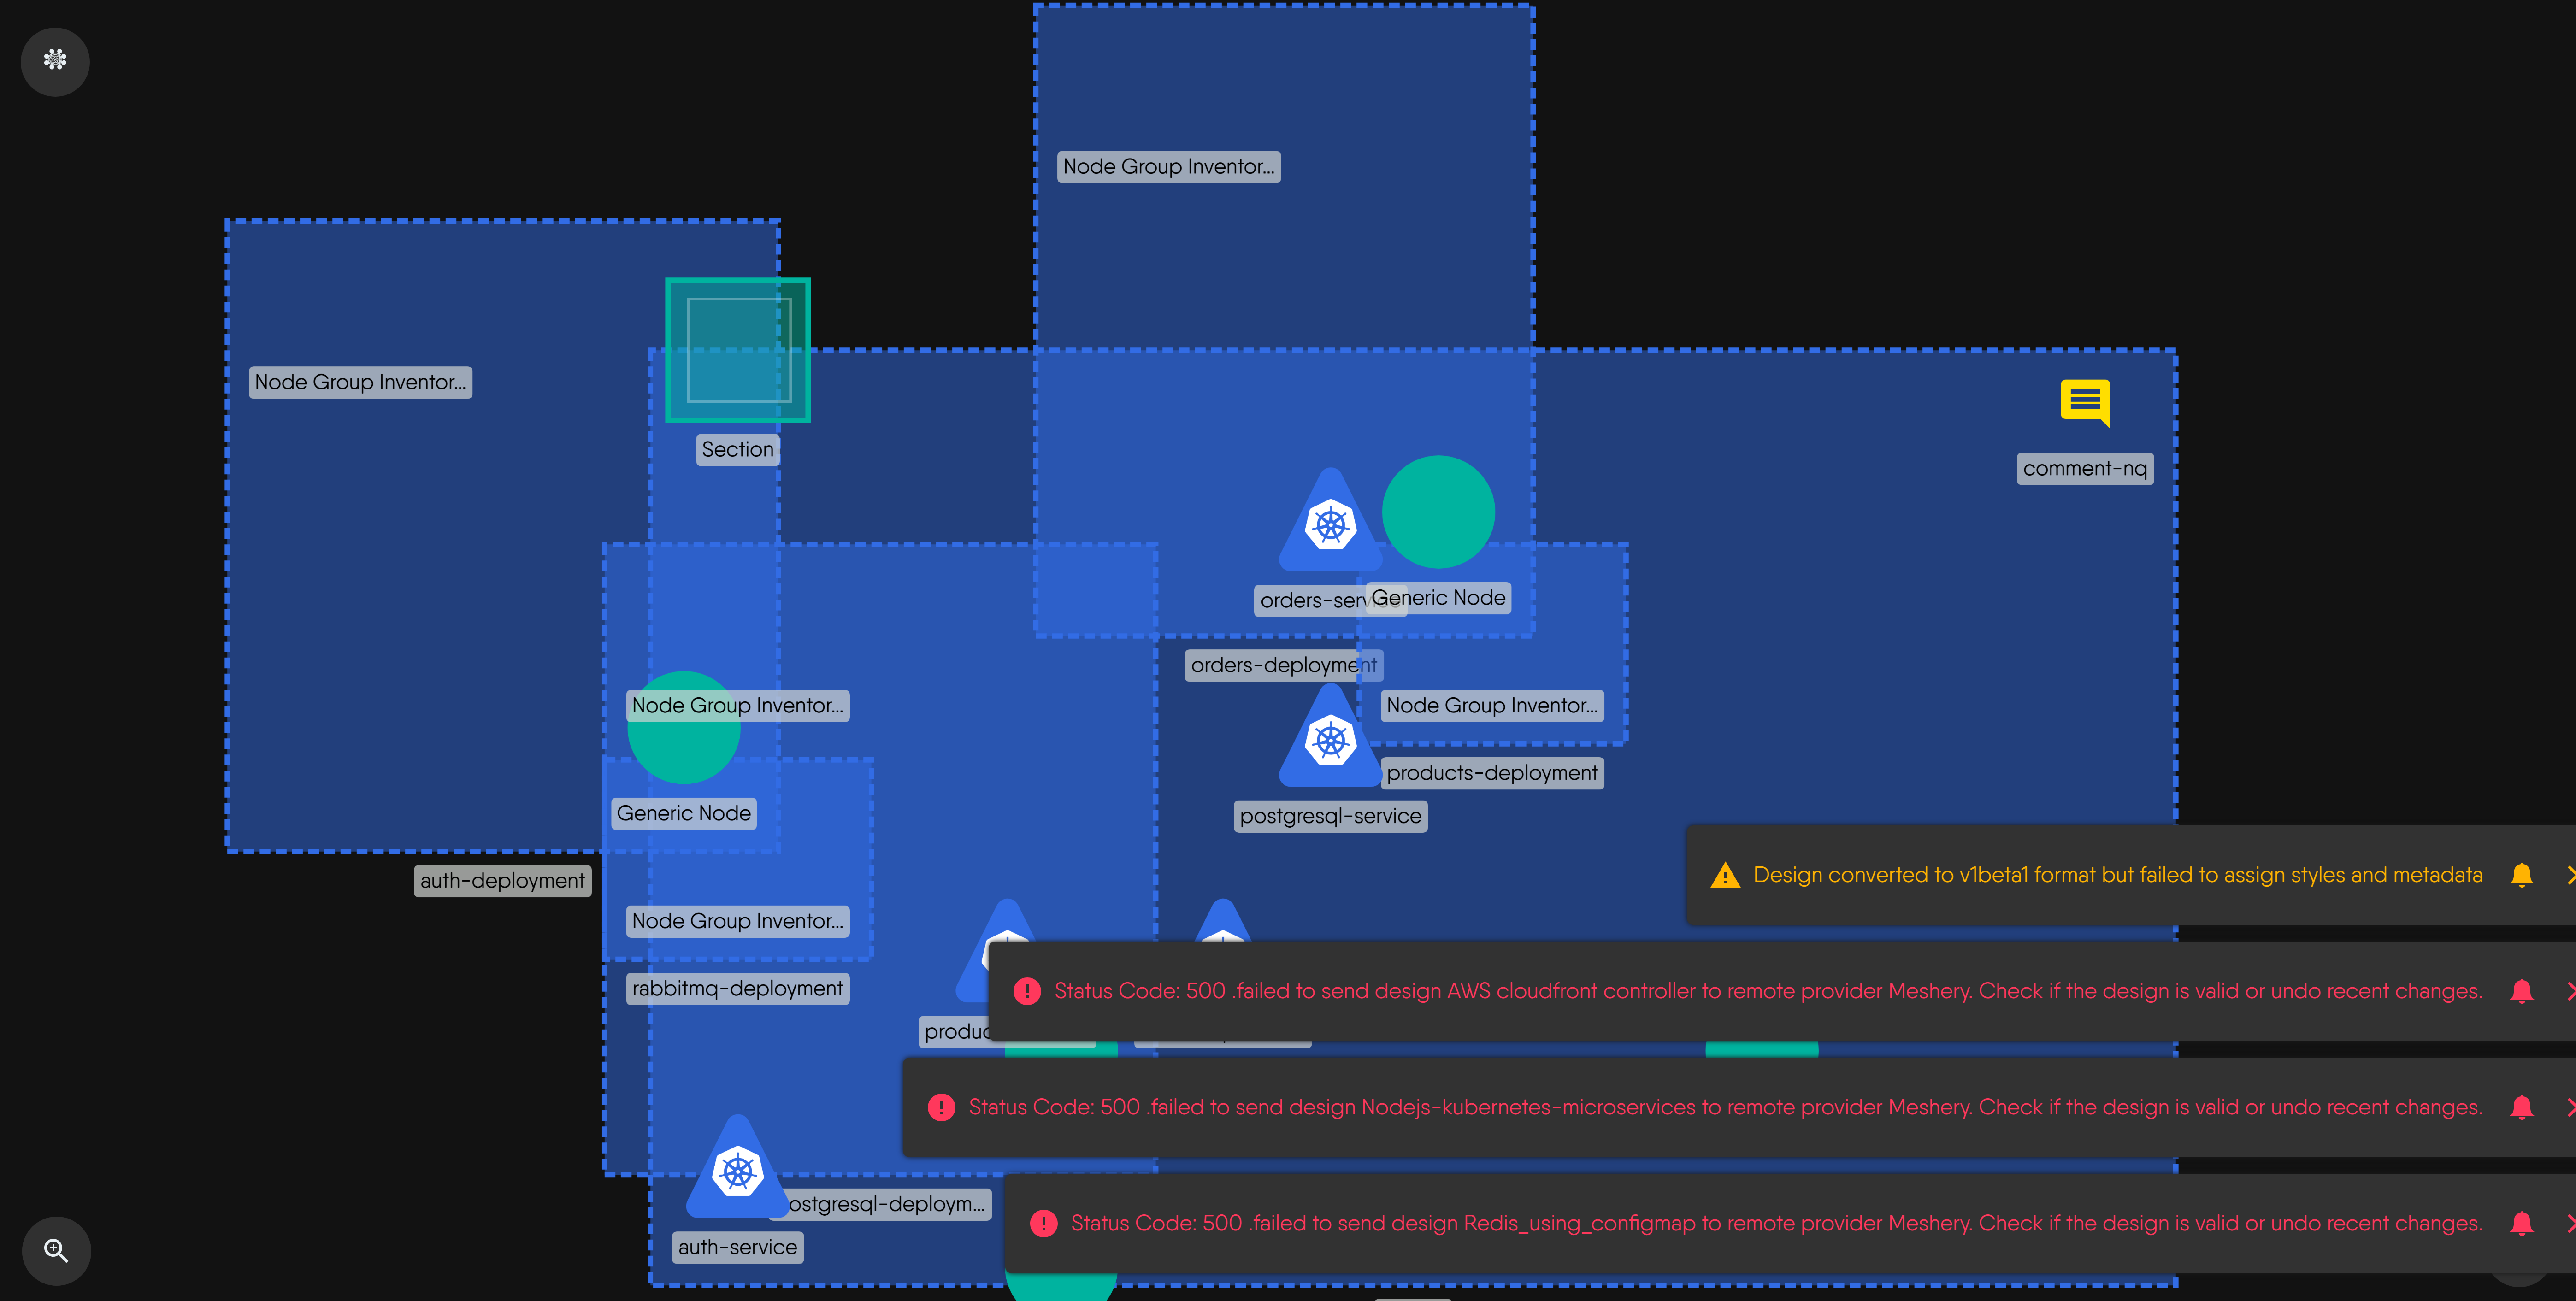 Node Group Inventor...
Node Group Inventor...
Section
comment-nq
orders-service
Generic Node
orders-deployment
Node Group Inventor...
Node Group Inventor...
products-deployment
Generic Node
postgresql-service
auth-deployment
Design converted to v1beta1 format but failed to assign styles and metadata
Node Group Inventor...
rabbitmq-deployment
Status Code: 500 .failed to send design AWS cloudfront controller to remote provider Meshery. Check if the design is valid or undo recent changes.
Status Code: 500 .failed to send design Nodejs-kubernetes-microservices to remote provider Meshery. Check if the design is valid or undo recent changes.
ostgresql-deploym...
Status Code: 500 .failed to send design Redis_using_configmap to remote provider Meshery. Check if the design is valid or undo recent changes.
auth-service